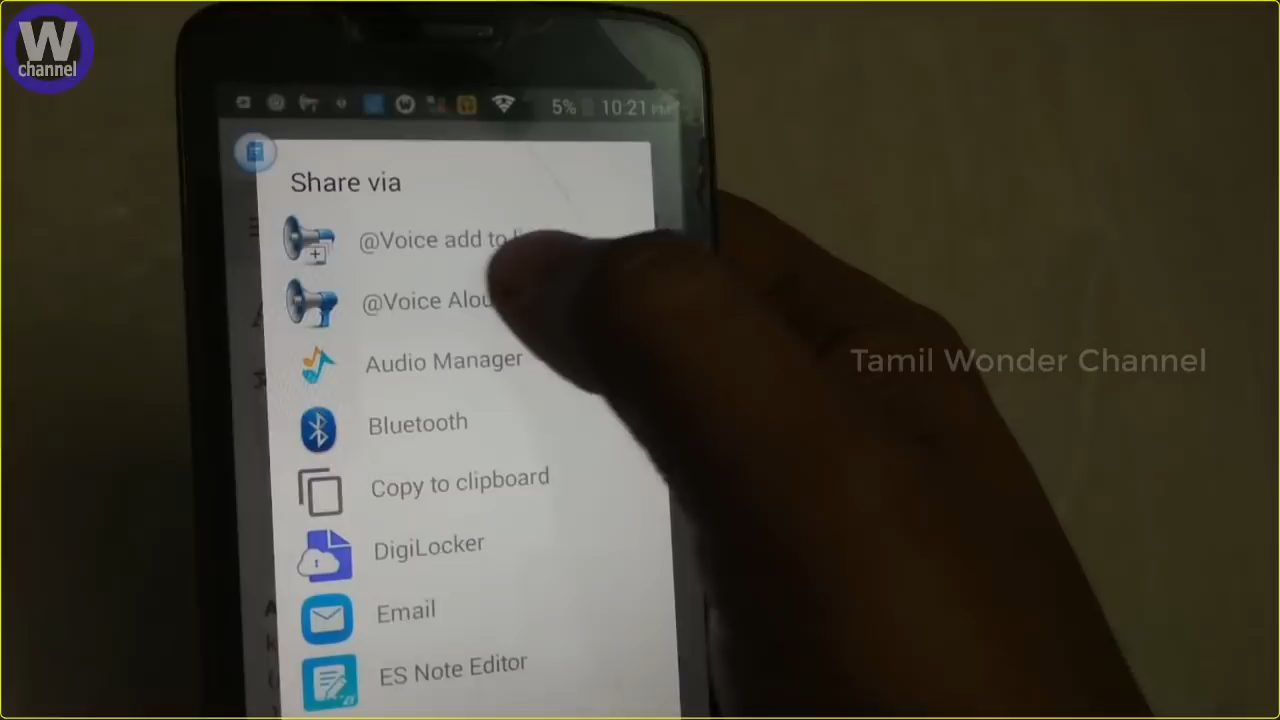 W
channel
5% 10.21 PM
Share via
@Voice add to
@Voice
Audio Manager
Bluetooth
Tamil Wonder Channel
Copy to clipboard
DigiLocker
Email
ES Note Editor